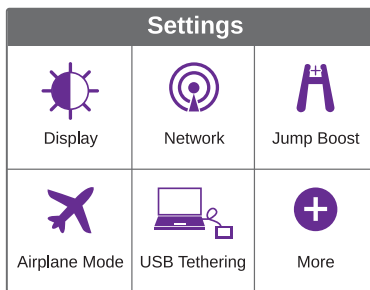 Settings
Display
Network
Jump Boost
Airplane Mode
USB Tethering
More